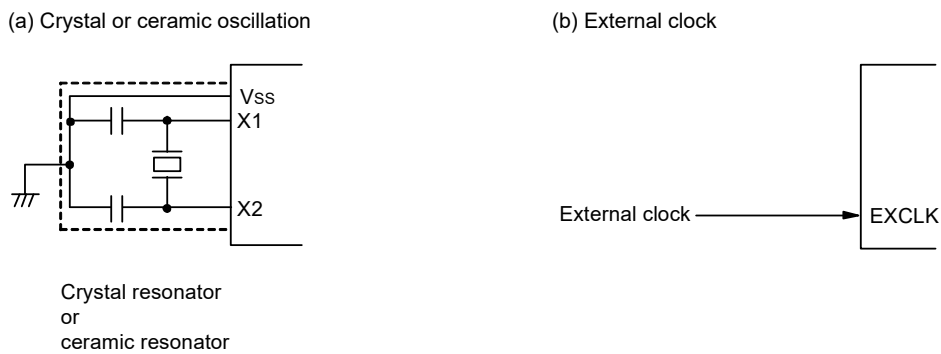 (a) Crystal or ceramic oscillation
Vss
X1
X2
Crystal resonator
or
ceramic resonator
(b) External clock
External clock
EXCLK